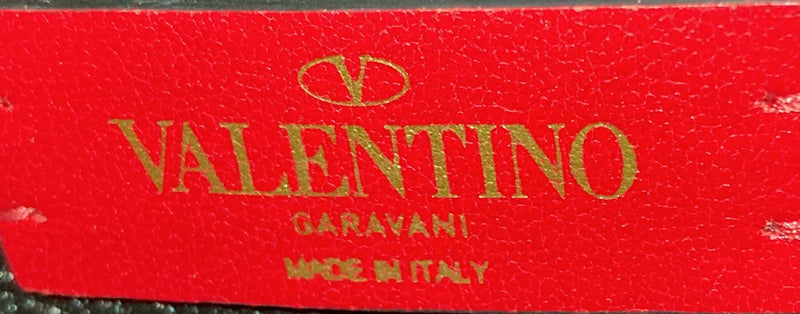 V
VALENTINO
GARAVANI
MADE IN ITALY